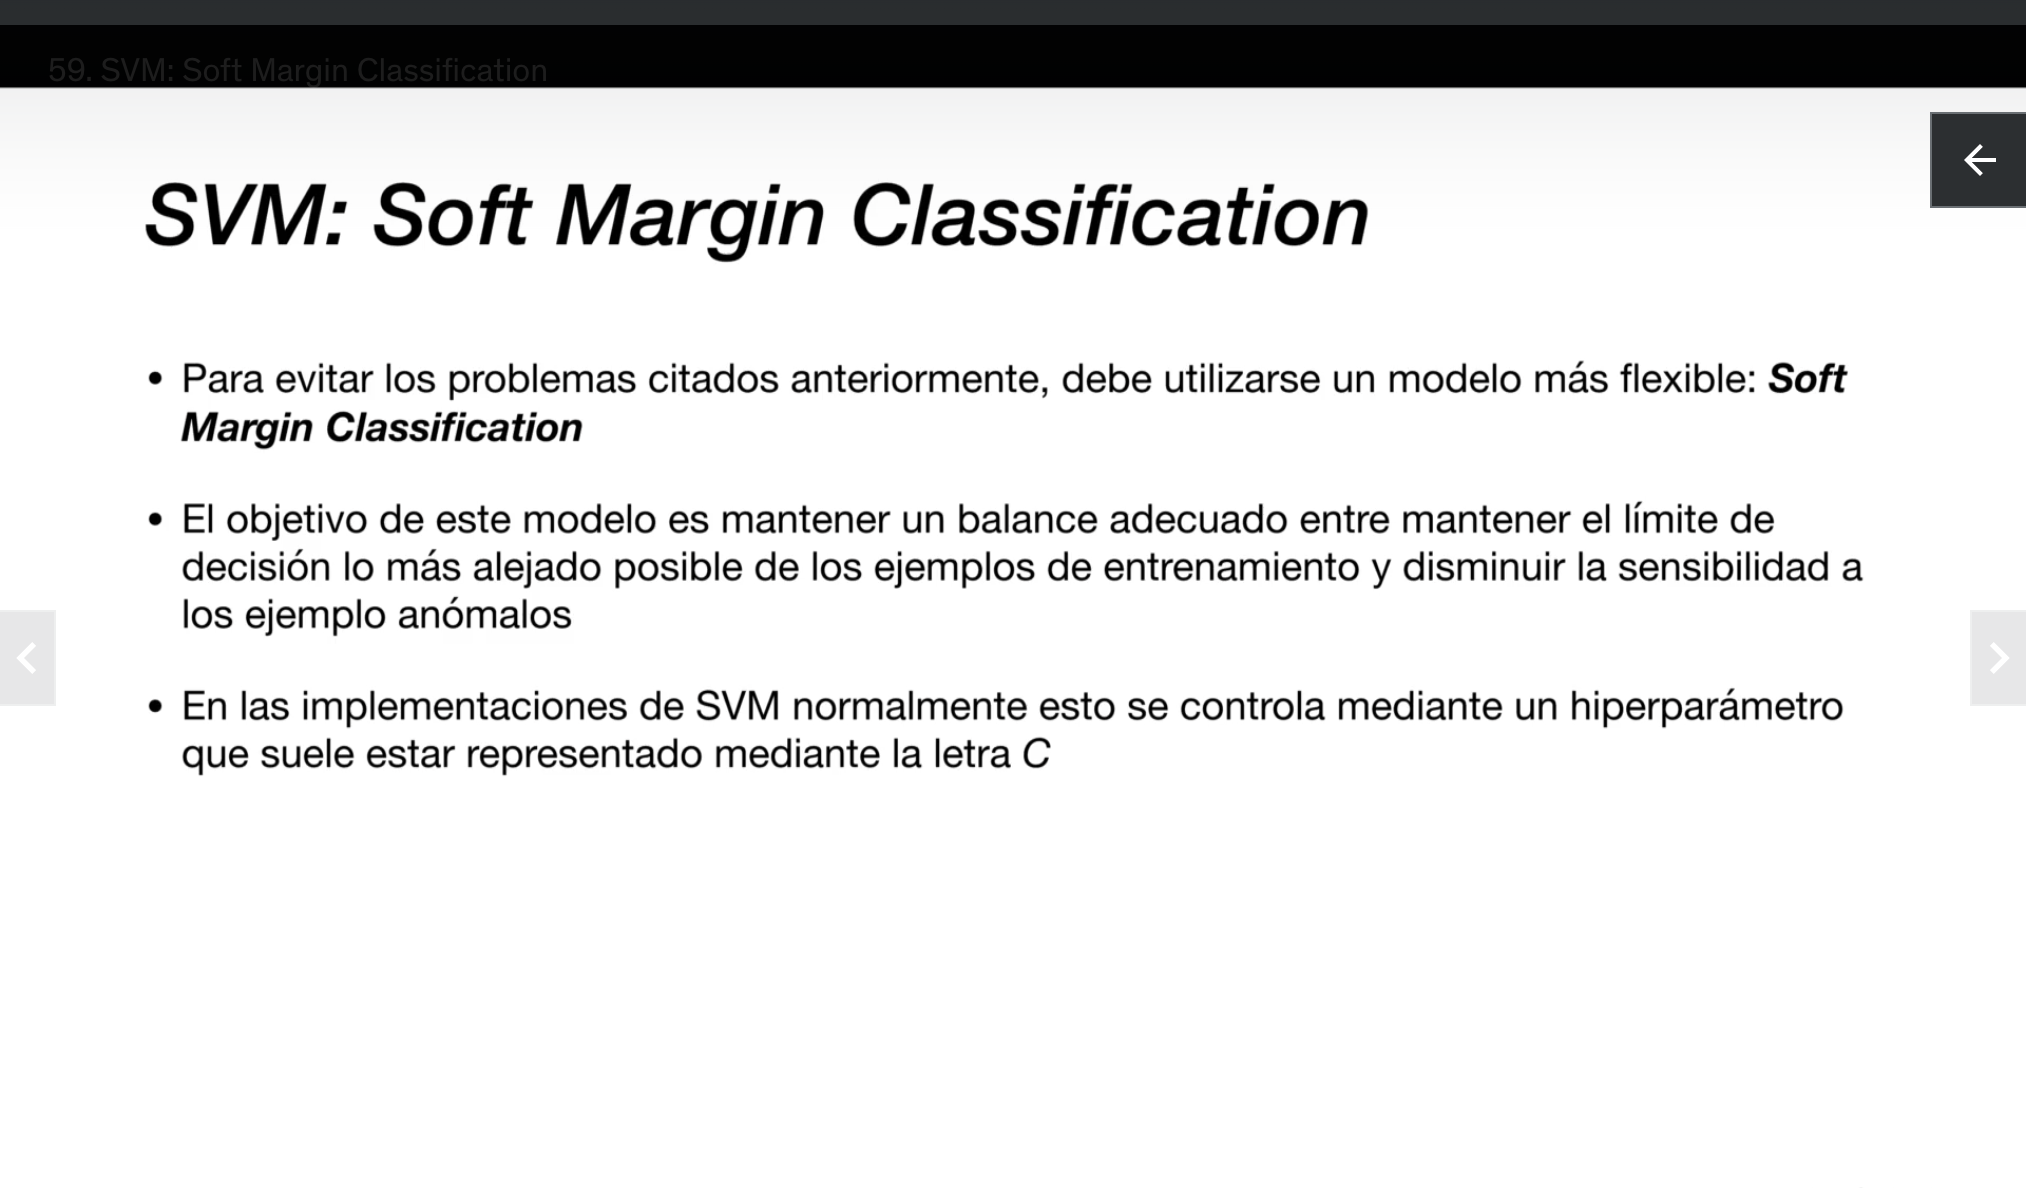 59. SVM: Soft Margin Classification
SVM: Soft Margin Classification
• Para evitar los problemas citados anteriormente, debe utilizarse un modelo más flexible: Soft
Margin Classification
• El objetivo de este modelo es mantener un balance adecuado entre mantener el límite de
decisión lo más alejado posible de los ejemplos de entrenamiento y disminuir la sensibilidad a
los ejemplo anómalos
• En las implementaciones de SVM normalmente esto se controla mediante un hiperparámetro
que suele estar representado mediante la letra C